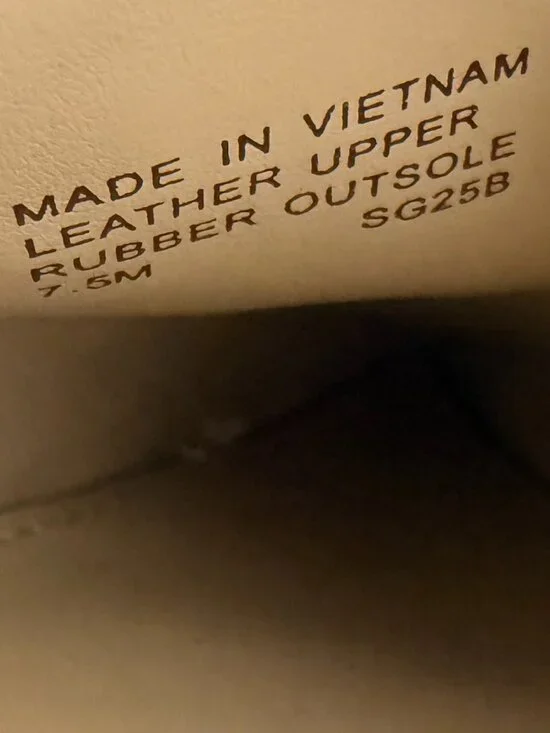 MADE IN VIETNAM
LEATHER UPPER
RUBBER OUTSOLE
7.5M SG25B